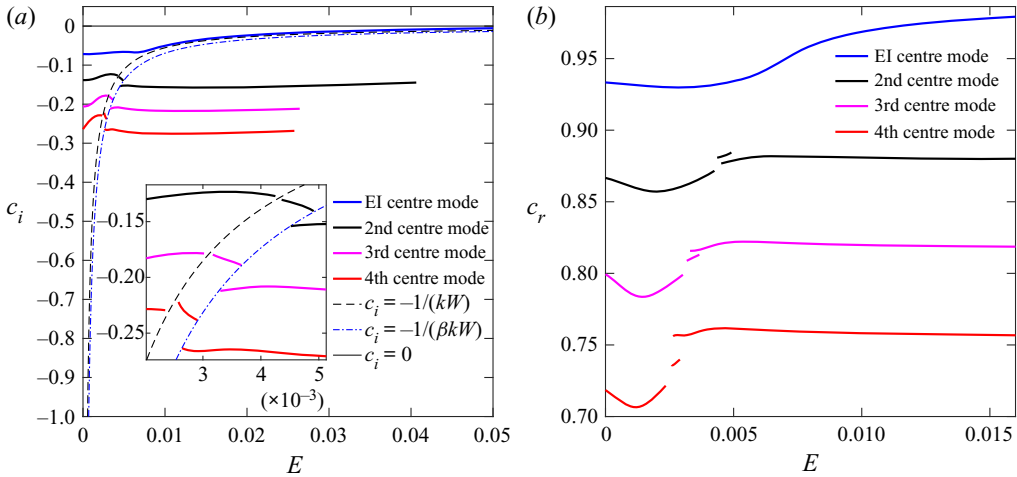 (a)
0
–0.1
–0.2
–0.3
–0.4
–0.5
–0.6
–0.7
–0.8
–0.9
–1.0
c_i
0
0.01
0.02
0.03
0.04
0.05
E
–0.15
–0.20
–0.25
3
4
5
(×10⁻³)
EI centre mode
2nd centre mode
3rd centre mode
4th centre mode
c_i = –1/(kW)
c_i = –1/(βkW)
c_i = 0
(b)
0.95
0.90
0.85
0.80
0.75
0.70
c_r
0
0.005
0.010
0.015
E
EI centre mode
2nd centre mode
3rd centre mode
4th centre mode